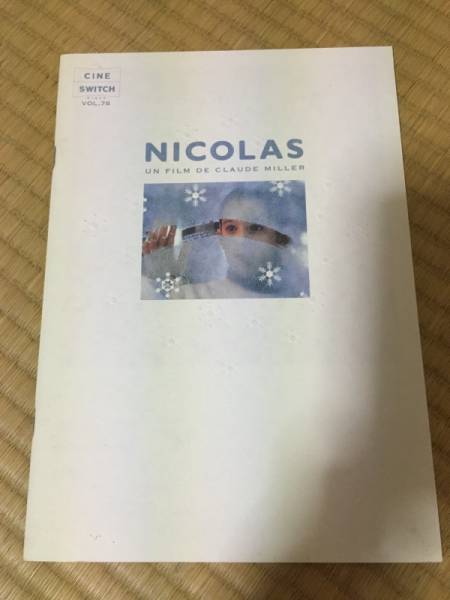 CINE
SWITCH
VOL.76
NICOLAS
UN FILM DE CLAUDE MILLER